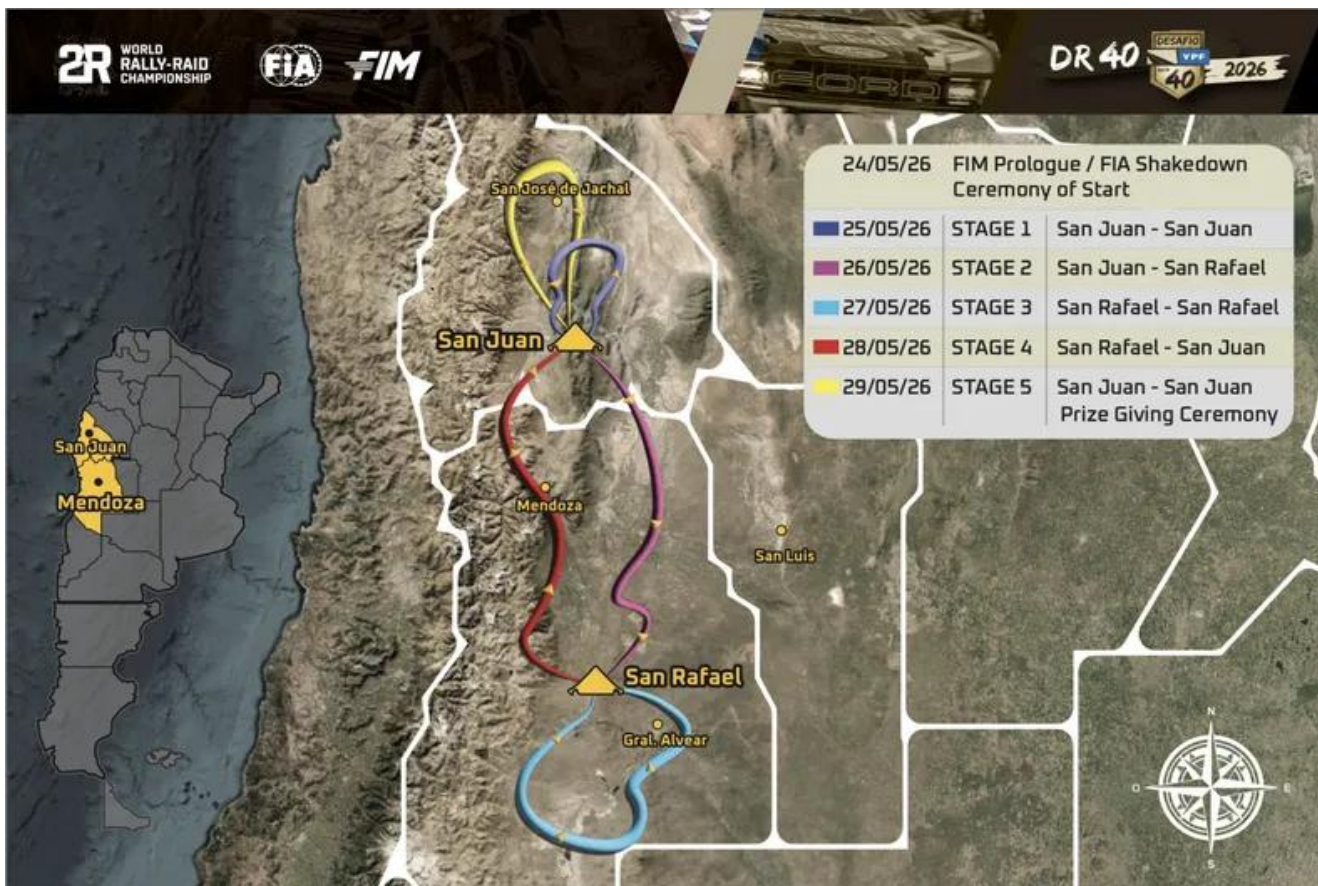 2R WORLD
RALLY-RAID
CHAMPIONSHIP
FiA
FIM
FORD
DR 40
DESAFIO
YPF
40
2026
24/05/26 FIM Prologue / FIA Shakedown
Ceremony of Start
25/05/26 STAGE 1 San Juan - San Juan
26/05/26 STAGE 2 San Juan - San Rafael
27/05/26 STAGE 3 San Rafael - San Rafael
28/05/26 STAGE 4 San Rafael - San Juan
29/05/26 STAGE 5 San Juan - San Juan
Prize Giving Ceremony
San José de Jachal
San Juan
San Juan
Mendoza
Mendoza
San Luis
San Rafael
Gral. Alvear
N
O
E
S